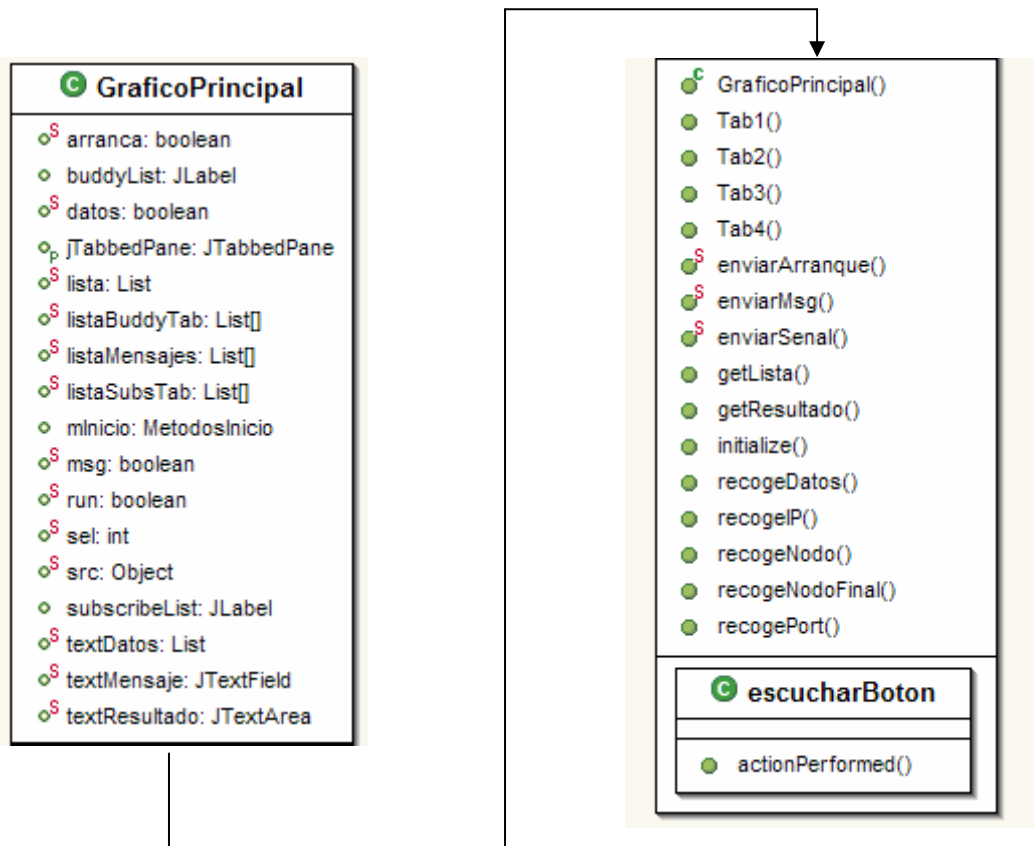 GraficoPrincipal
arranca: boolean
buddyList: JLabel
datos: boolean
jTabbedPane: JTabbedPane
lista: List
listaBuddyTab: List[]
listaMensajes: List[]
listaSubsTab: List[]
mInicio: MetodosInicio
msg: boolean
run: boolean
sel: int
src: Object
subscribeList: JLabel
textDatos: List
textMensaje: JTextField
textResultado: JTextArea
GraficoPrincipal()
Tab1()
Tab2()
Tab3()
Tab4()
enviarArranque()
enviarMsg()
enviarSenal()
getLista()
getResultado()
initialize()
recogeDatos()
recogeIP()
recogeNodo()
recogeNodoFinal()
recogePort()
escucharBoton
actionPerformed()